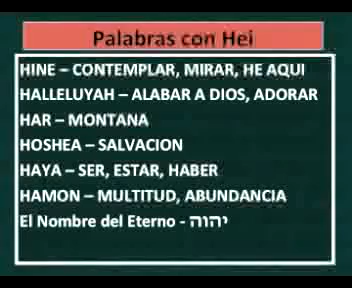 Palabras con Hei
HINE – CONTEMPLAR, MIRAR, HE AQUI
HALLELUYAH – ALABAR A DIOS, ADORAR
HAR – MONTANA
HOSHEA – SALVACION
HAYA – SER, ESTAR, HABER
HAMON – MULTITUD, ABUNDANCIA
El Nombre del Eterno - יהוה